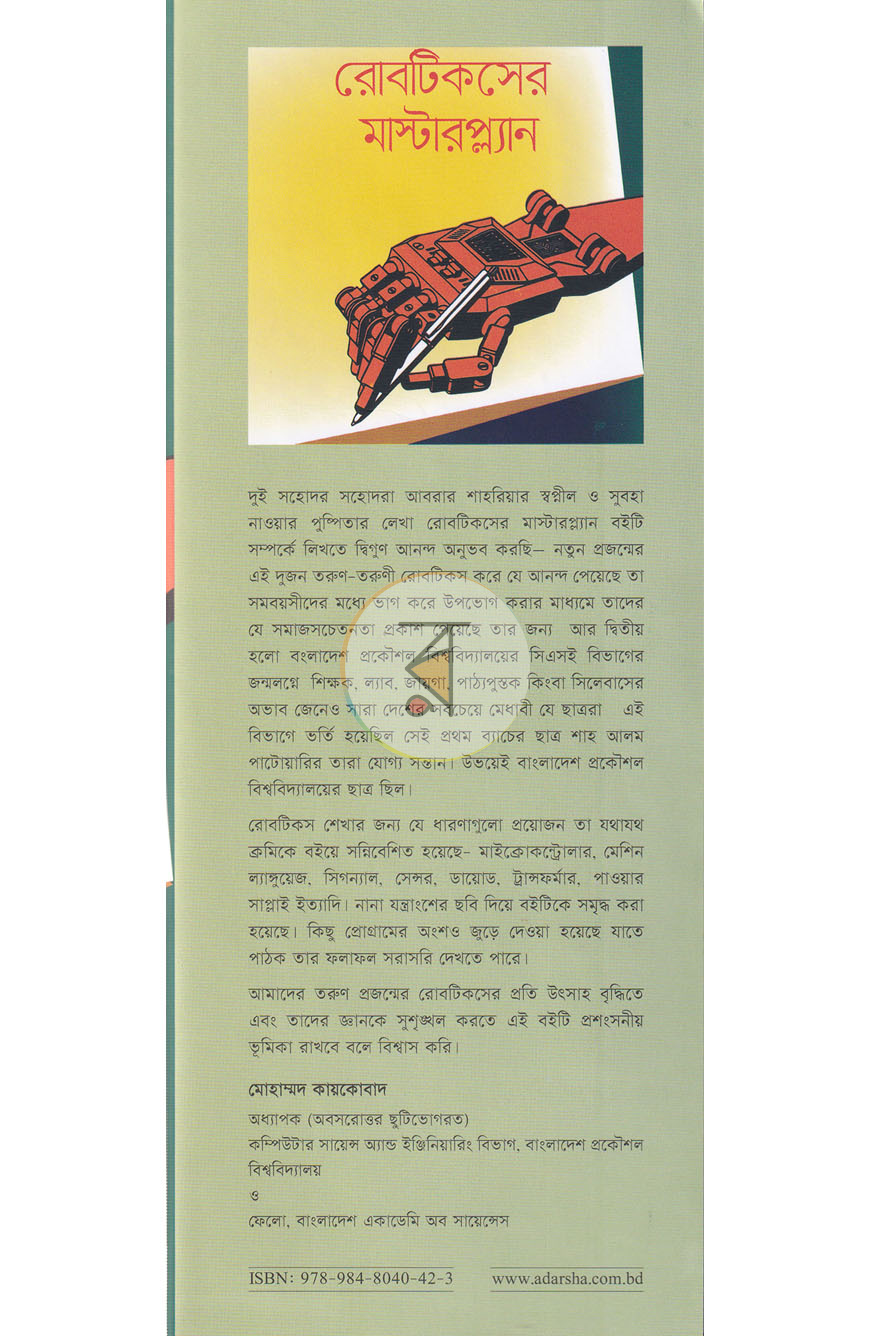 রোবটিকসের
মাস্টারপ্ল্যান
দুই সহোদর সহোদরা আবরার শাহরিয়ার স্বপ্নীল ও সুবহা
নাওয়ার পুষ্পিতার লেখা রোবটিকসের মাস্টারপ্ল্যান বইটি
সম্পর্কে লিখতে দ্বিগুণ আনন্দ অনুভব করছি– নতুন প্রজন্মের
এই দুজন তরুণ-তরুণী রোবটিকস করে যে আনন্দ পেয়েছে তা
সমবয়সীদের মধ্যে ভাগ করে উপভোগ করার মাধ্যমে তাদের
যে সমাজসচেতনতা প্রকাশ পেয়েছে তার জন্য আর দ্বিতীয়
হলো বংলাদেশ প্রকৌশল বিশ্ববিদ্যালয়ের সিএসই বিভাগের
জন্মলগ্নে শিক্ষক, ল্যাব, জায়গা, পাঠ্যপুস্তক কিংবা সিলেবাসের
অভাব জেনেও সারা দেশের সবচেয়ে মেধাবী যে ছাত্ররা এই
বিভাগে ভর্তি হয়েছিল সেই প্রথম ব্যাচের ছাত্র শাহ আলম
পাটোয়ারির তারা যোগ্য সন্তান। উভয়েই বাংলাদেশ প্রকৌশল
বিশ্ববিদ্যালয়ের ছাত্র ছিল।
রোবটিকস শেখার জন্য যে ধারণাগুলো প্রয়োজন তা যথাযথ
ক্রমিকে বইয়ে সন্নিবেশিত হয়েছে- মাইক্রোকন্ট্রোলার, মেশিন
ল্যাঙ্গুয়েজ, সিগন্যাল, সেন্সর, ডায়োড, ট্রান্সফর্মার, পাওয়ার
সাপ্লাই ইত্যাদি। নানা যন্ত্রাংশের ছবি দিয়ে বইটিকে সমৃদ্ধ করা
হয়েছে। কিছু প্রোগ্রামের অংশও জুড়ে দেওয়া হয়েছে যাতে
পাঠক তার ফলাফল সরাসরি দেখতে পারে।
আমাদের তরুণ প্রজন্মের রোবটিকসের প্রতি উৎসাহ বৃদ্ধিতে
এবং তাদের জ্ঞানকে সুশৃঙ্খল করতে এই বইটি প্রশংসনীয়
ভূমিকা রাখবে বলে বিশ্বাস করি।
মোহাম্মদ কায়কোবাদ
অধ্যাপক (অবসরোত্তর ছুটিভোগরত)
কম্পিউটার সায়েন্স অ্যান্ড ইঞ্জিনিয়ারিং বিভাগ, বাংলাদেশ প্রকৌশল
বিশ্ববিদ্যালয়
ও
ফেলো, বাংলাদেশ একাডেমি অব সায়েন্সেস
ISBN: 978-984-8040-42-3 www.adarsha.com.bd